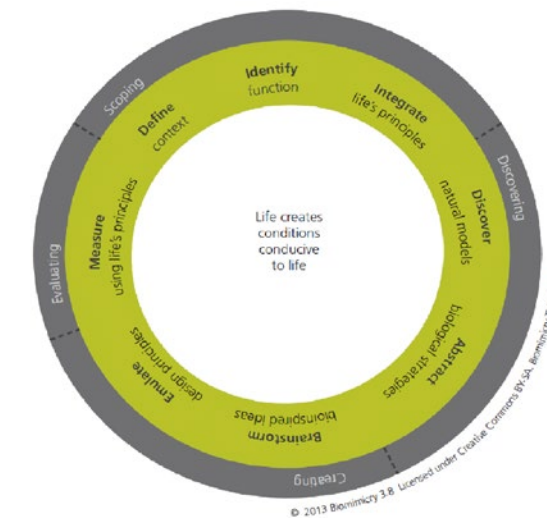 Scoping
Identify
function
Integrate
life's principles
Discovering
Discover
natural models
Abstract
biological strategies
Creating
Brainstorm
bioinspired ideas
Emulate
design principles
Evaluating
Measure
using life's principles
Define
context
Life creates
conditions
conducive
to life
© 2013 Biomimicry 3.8 Licensed under Creative Commons BY-SA. Biomimicry